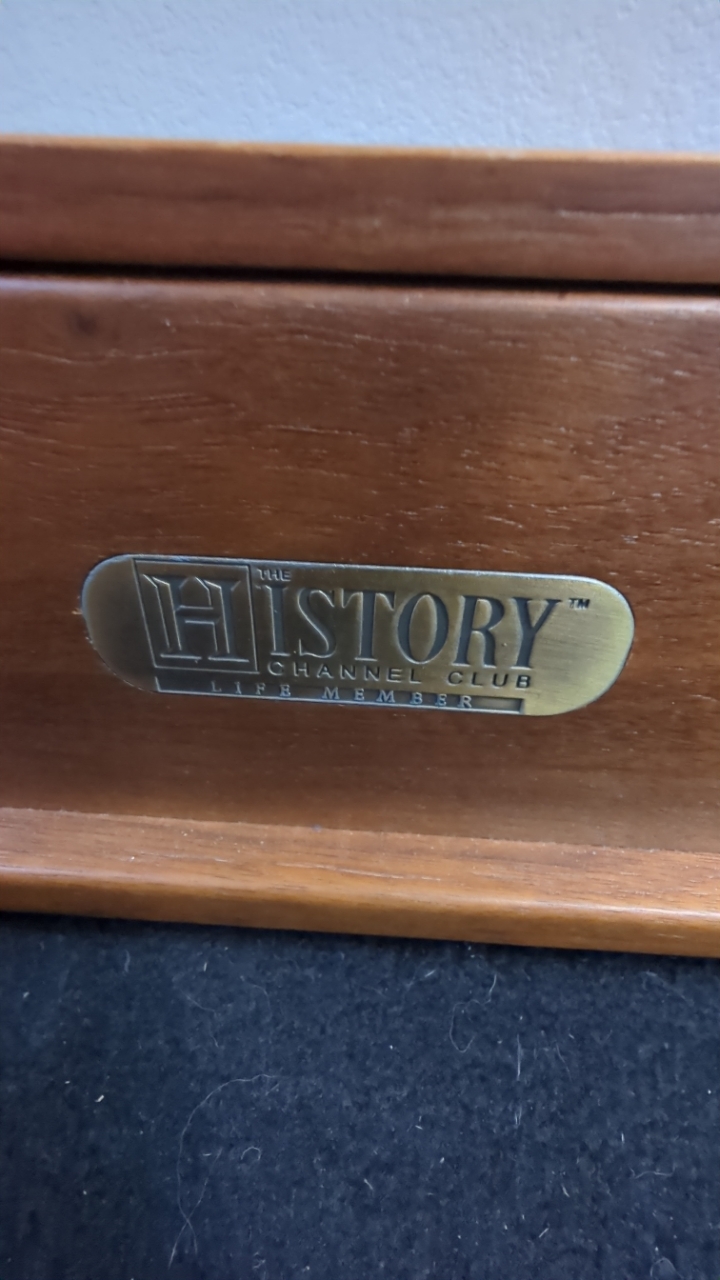 THE
HISTORY™
CHANNEL CLUB
LIFE MEMBER